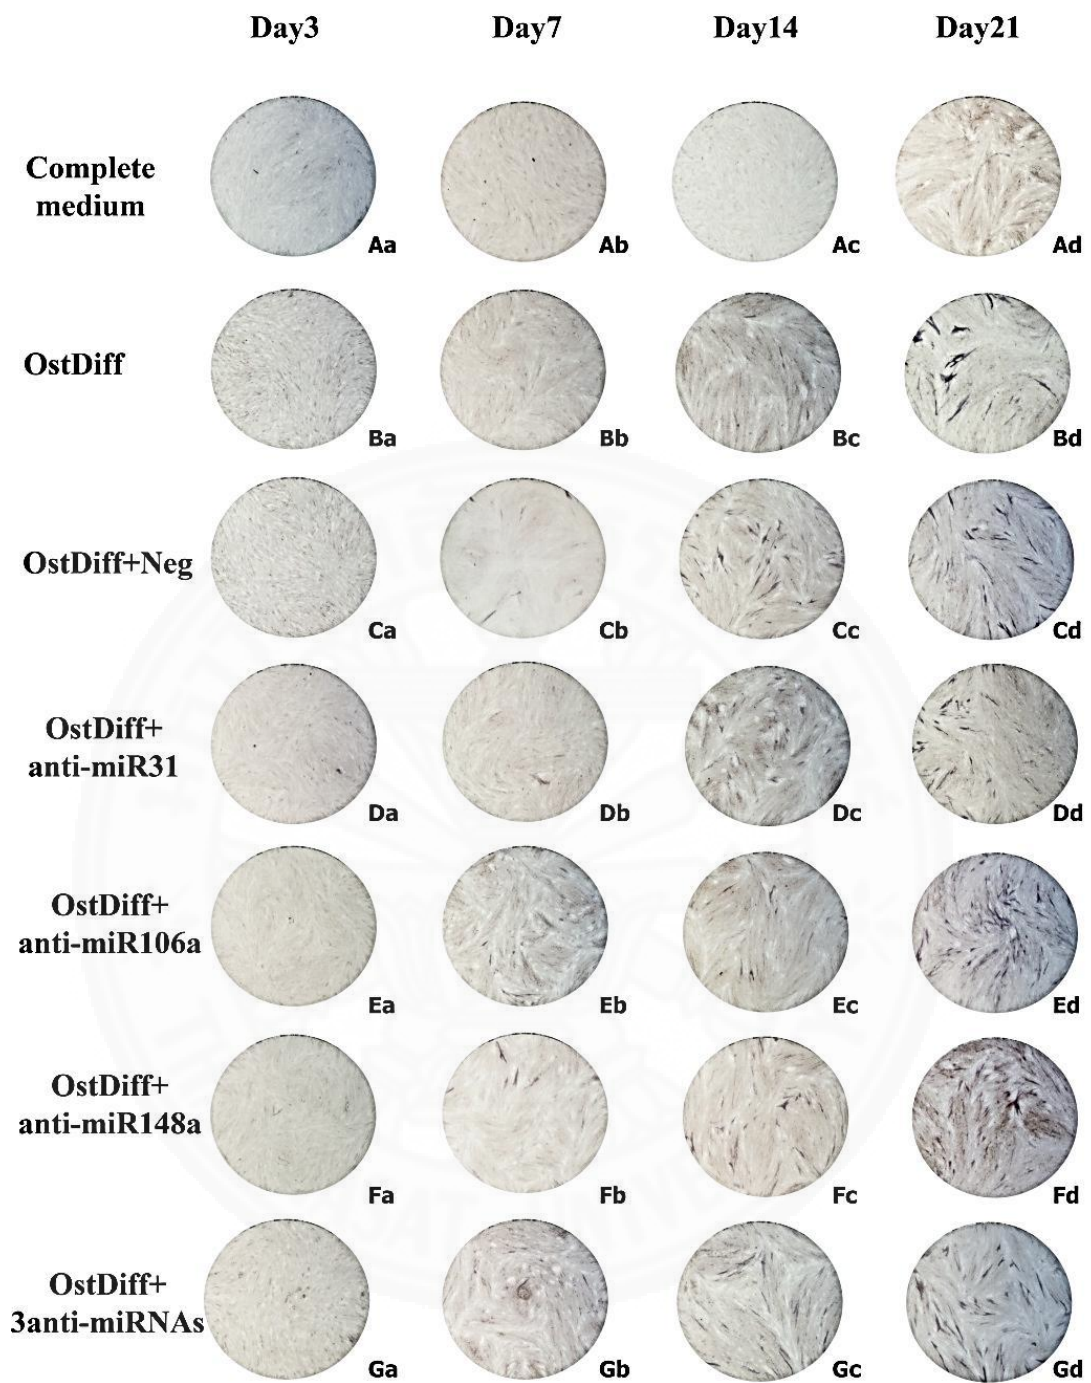 Day3 Day7 Day14 Day21
Complete
medium
Aa Ab Ac Ad
OstDiff
Ba Bb Bc Bd
OstDiff+Neg
Ca Cb Cc Cd
OstDiff+
anti-miR31
Da Db Dc Dd
OstDiff+
anti-miR106a
Ea Eb Ec Ed
OstDiff+
anti-miR148a
Fa Fb Fc Fd
OstDiff+
3anti-miRNAs
Ga Gb Gc Gd